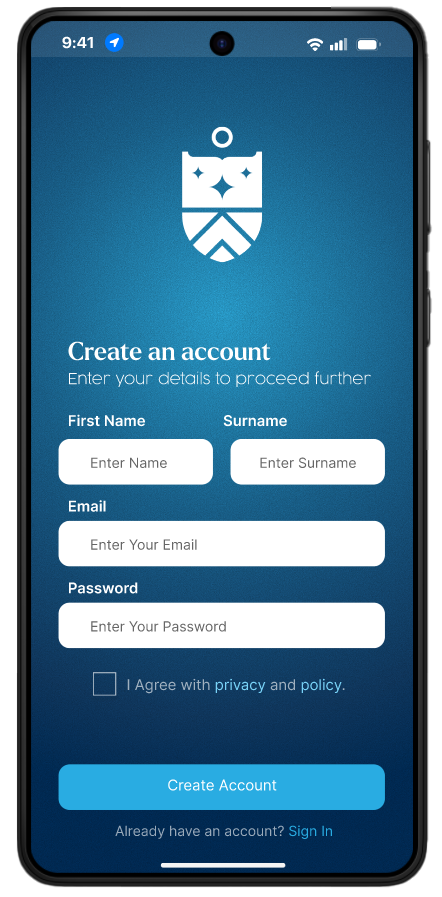 9:41
Create an account
Enter your details to proceed further
First Name Surname
Enter Name Enter Surname
Email
Enter Your Email
Password
Enter Your Password
I Agree with privacy and policy.
Create Account
Already have an account? Sign In